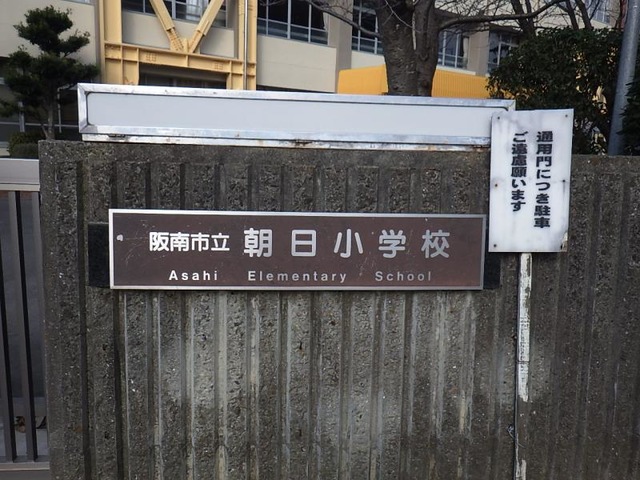 阪南市立 朝日小学校
Asahi Elementary School
通用門につき駐車
ご遠慮願います